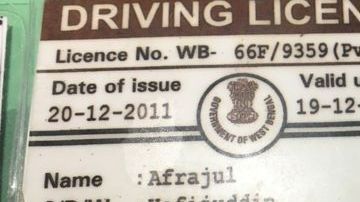 DRIVING LICEN
Licence No. WB- 66F/9359(Pv
Date of issue Valid u
20-12-2011 19-12
GOVERNMENT OF WEST BENGAL
Name : Afrajul